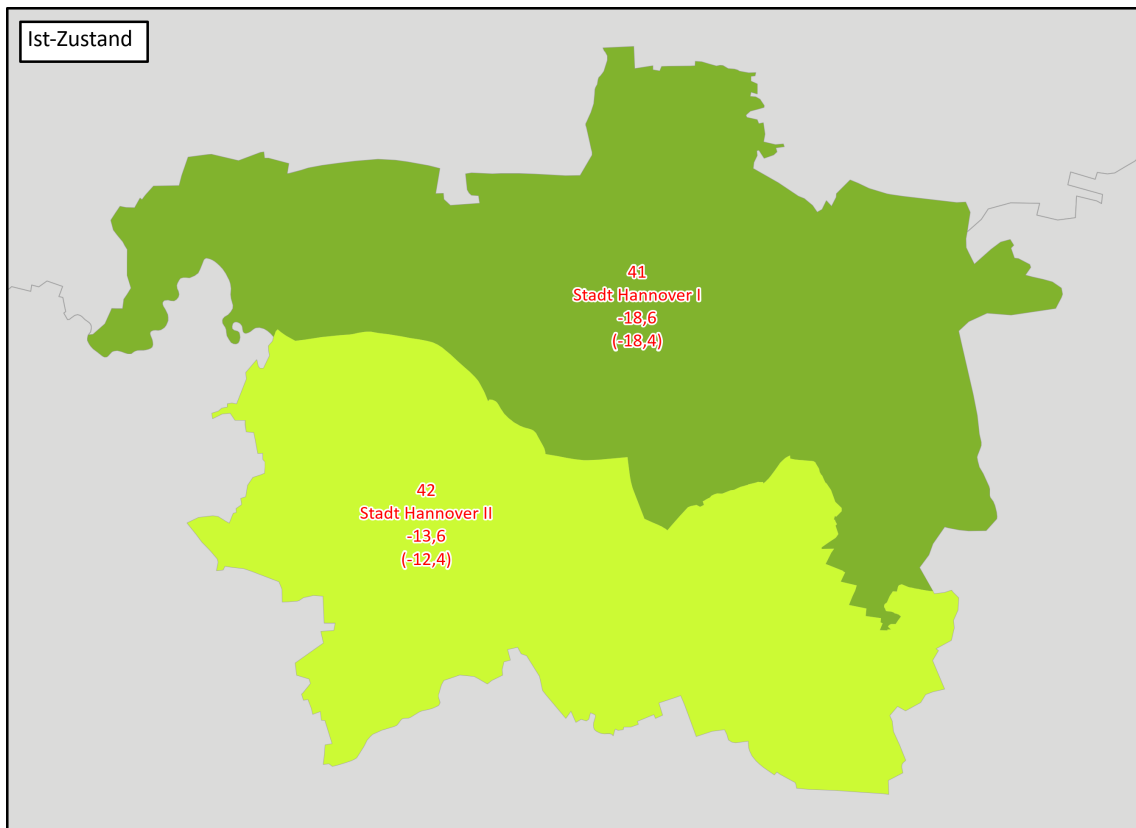 Ist-Zustand
41
Stadt Hannover I
-18,6
(-18,4)
42
Stadt Hannover II
-13,6
(-12,4)